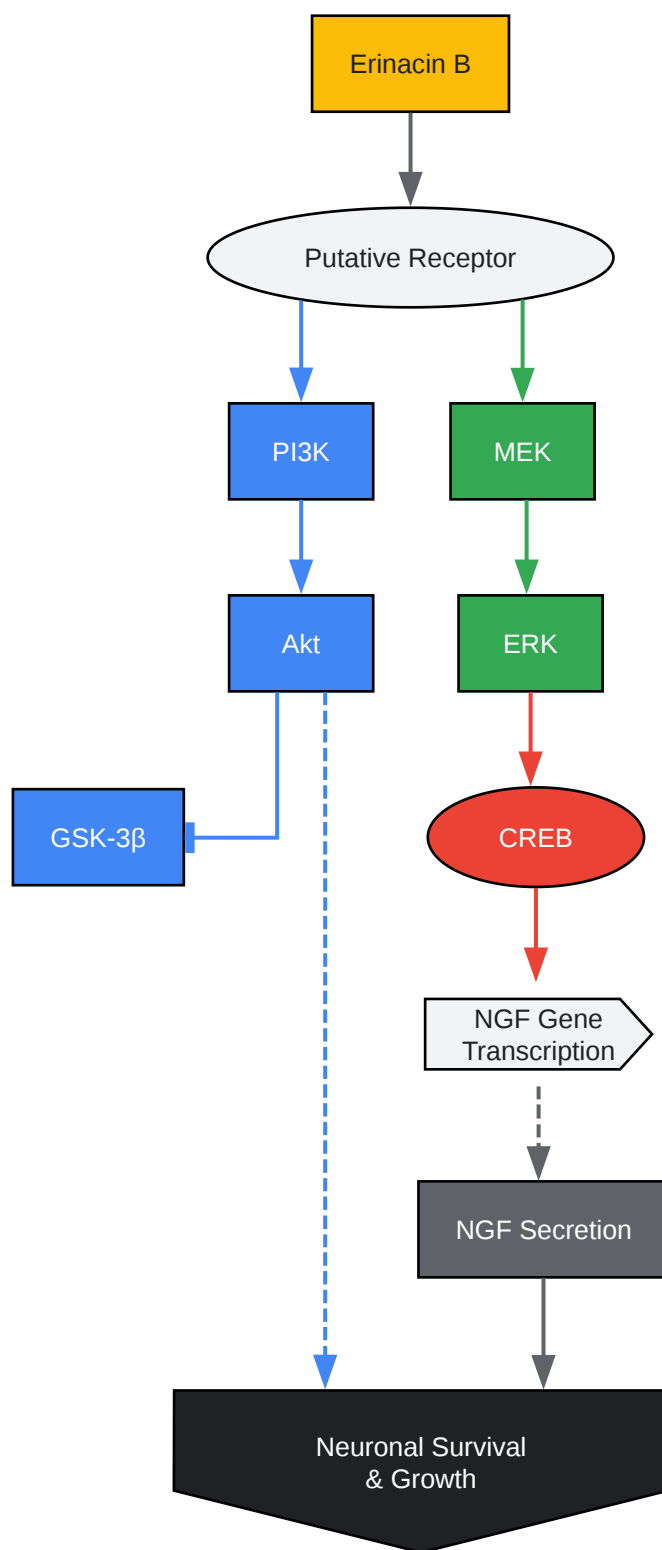 Erinacin B
Putative Receptor
PI3K
MEK
Akt
ERK
GSK-3β
CREB
NGF Gene
Transcription
NGF Secretion
Neuronal Survival
& Growth